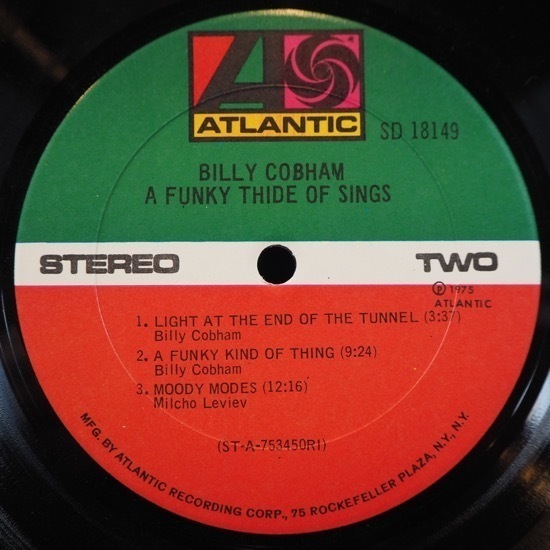 ATLANTIC
SD 18149
BILLY COBHAM
A FUNKY THIDE OF SINGS
STEREO
TWO
℗ 1975
ATLANTIC
1. LIGHT AT THE END OF THE TUNNEL (3:37)
Billy Cobham
2. A FUNKY KIND OF THING (9:24)
Billy Cobham
3. MOODY MODES (12:16)
Milcho Leviev
(ST-A-753450RI)
MFG. BY ATLANTIC RECORDING CORP., 75 ROCKEFELLER PLAZA, N.Y., N.Y.